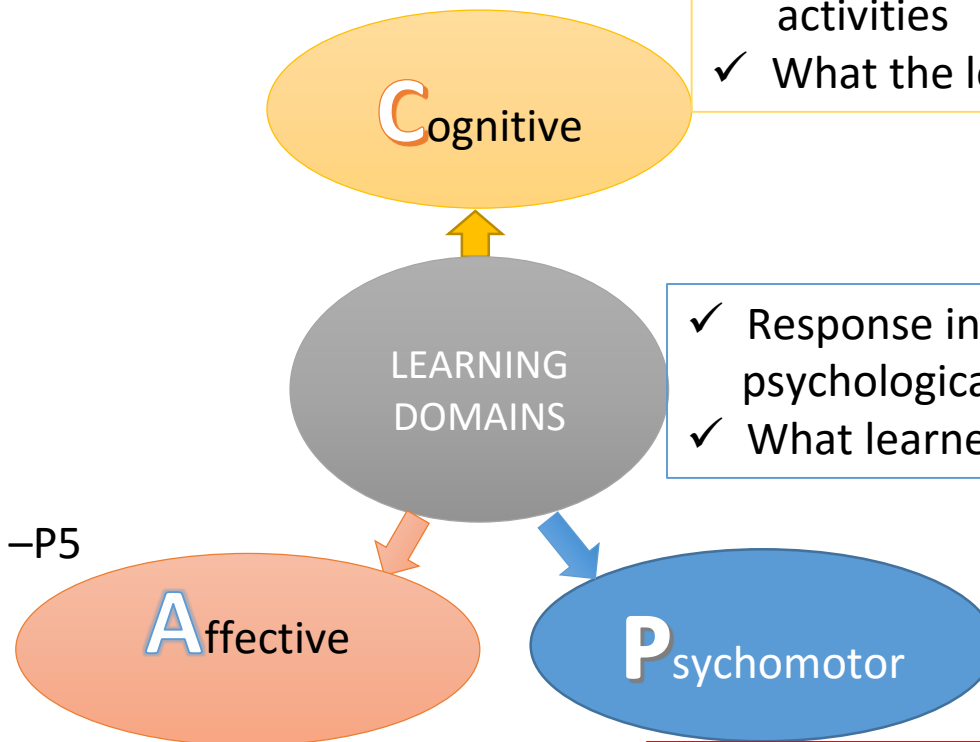 activities
✓ What the l
Cognitive
LEARNING
DOMAINS
✓ Response in
psychologica
✓ What learne
–P5
Affective
Psychomotor